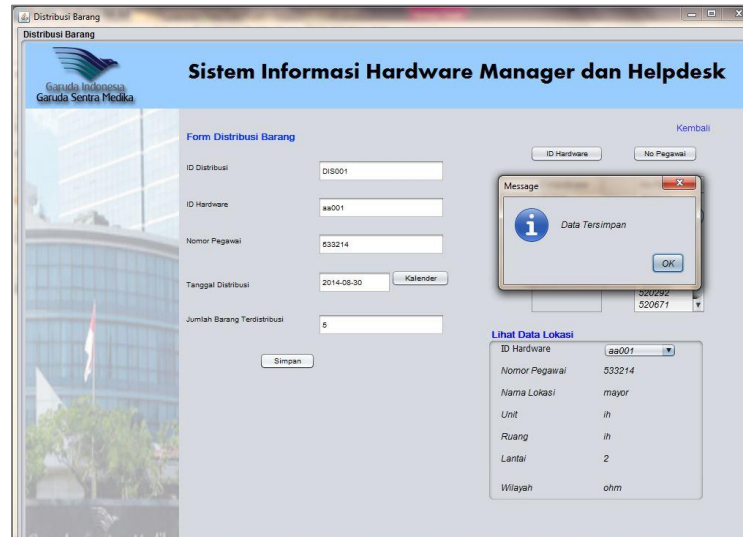 Distribusi Barang
Distribusi Barang
Garuda Indonesia
Garuda Sentra Medika
Sistem Informasi Hardware Manager dan Helpdesk
Kembali
Form Distribusi Barang
ID Hardware
No Pegawai
ID Distribusi
DIS001
ID Hardware
aa001
Nomor Pegawai
533214
Tanggal Distribusi
2014-08-30
Kalender
Jumlah Barang Terdistribusi
5
Simpan
Message
Data Tersimpan
OK
520292
520671
Lihat Data Lokasi
ID Hardware
aa001
Nomor Pegawai
533214
Nama Lokasi
mayor
Unit
ih
Ruang
ih
Lantai
2
Wilayah
ohm